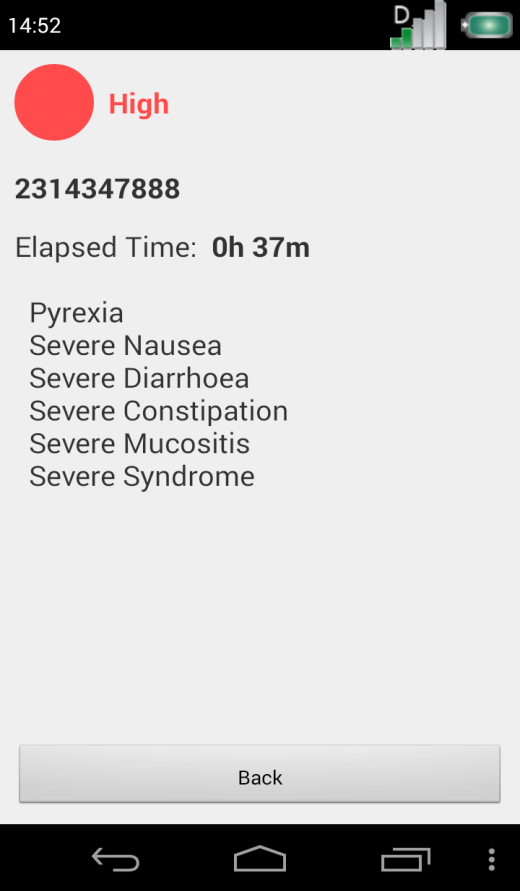 14:52
D
High
2314347888
Elapsed Time: 0h 37m
Pyrexia
Severe Nausea
Severe Diarrhoea
Severe Constipation
Severe Mucositis
Severe Syndrome
Back